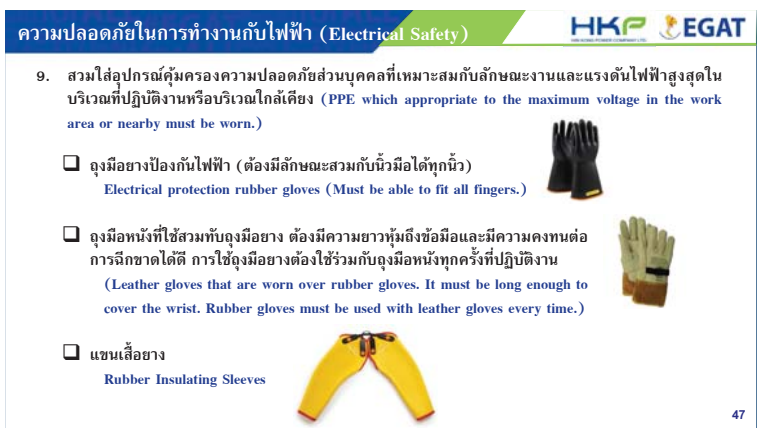 ความปลอดภัยในการทำงานกับไฟฟ้า (Electrical Safety)
HKP
EGAT
9. สวมใส่อุปกรณ์คุ้มครองความปลอดภัยส่วนบุคคลที่เหมาะสมกับลักษณะงานและแรงดันไฟฟ้าสูงสุดใน
บริเวณที่ปฏิบัติงานหรือบริเวณใกล้เคียง (PPE which appropriate to the maximum voltage in the work
area or nearby must be worn.)
❑ ถุงมือยางป้องกันไฟฟ้า (ต้องมีลักษณะสวมกับนิ้วมือได้ทุกนิ้ว)
Electrical protection rubber gloves (Must be able to fit all fingers.)
❑ ถุงมือหนังที่ใช้สวมทับถุงมือยาง ต้องมีความยาวหุ้มถึงข้อมือและมีความคงทนต่อ
การฉีกขาดได้ดี การใช้ถุงมือยางต้องใช้ร่วมกับถุงมือหนังทุกครั้งที่ปฏิบัติงาน
(Leather gloves that are worn over rubber gloves. It must be long enough to
cover the wrist. Rubber gloves must be used with leather gloves every time.)
❑ แขนเสื้อยาง
Rubber Insulating Sleeves
47